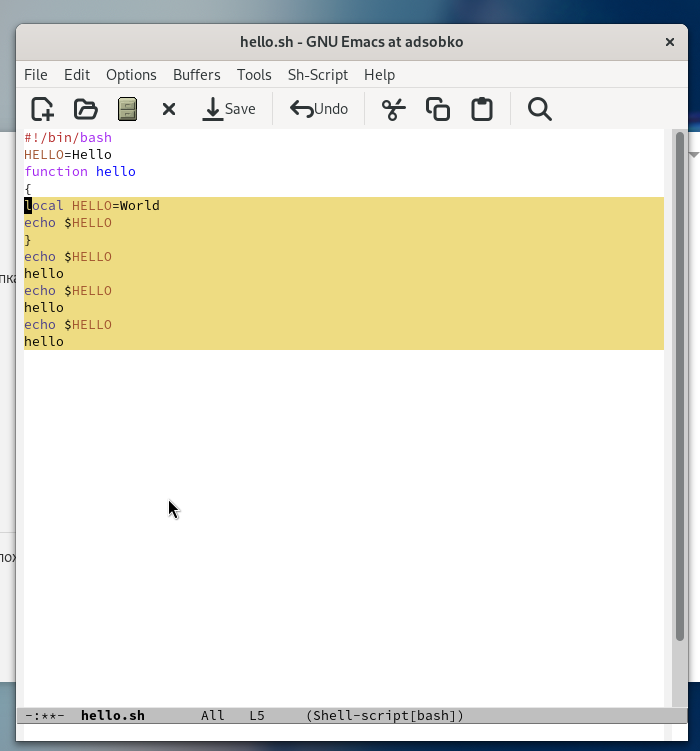 hello.sh - GNU Emacs at adsobko
File Edit Options Buffers Tools Sh-Script Help
Save Undo
#!/bin/bash
HELLO=Hello
function hello
{
local HELLO=World
echo $HELLO
}
echo $HELLO
hello
echo $HELLO
hello
echo $HELLO
hello
-:**- hello.sh All L5 (Shell-script[bash])